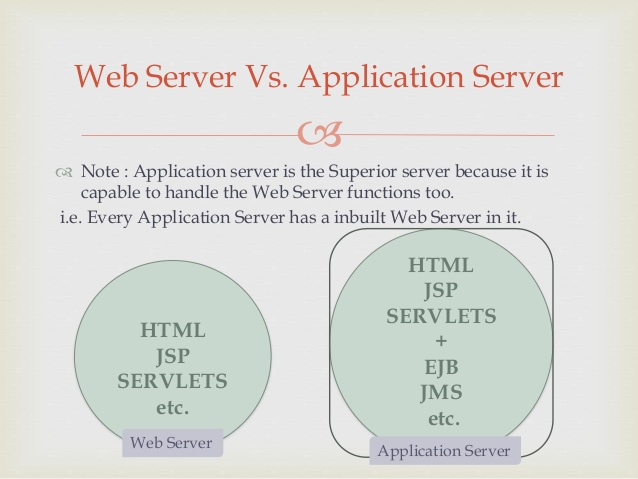 Web Server Vs. Application Server
Note : Application server is the Superior server because it is
capable to handle the Web Server functions too.
i.e. Every Application Server has a inbuilt Web Server in it.
HTML
JSP
SERVLETS
etc.
Web Server
HTML
JSP
SERVLETS
+
EJB
JMS
etc.
Application Server